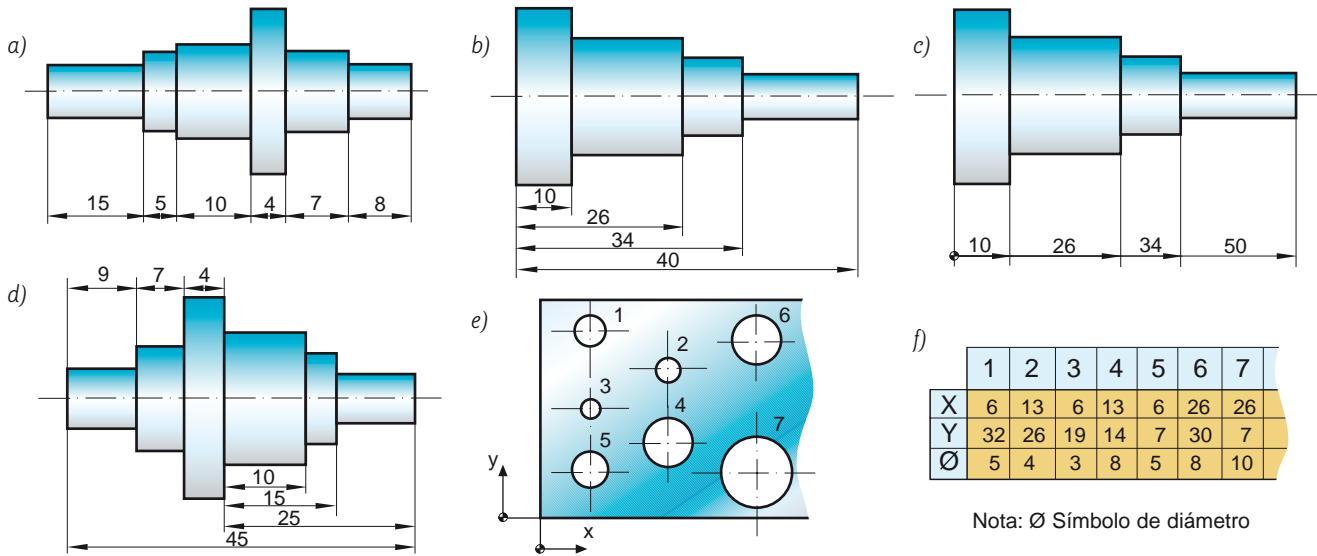 a)
15 5 10 4 7 8
b)
10
26
34
40
c)
10 26 34 50
d)
9 7 4
10
15
25
45
e)
1
6
2
3
4
5
7
y
x
f)
1 2 3 4 5 6 7
X 6 13 6 13 6 26 26
Y 32 26 19 14 7 30 7
Ø 5 4 3 8 5 8 10
Nota: Ø Símbolo de diámetro